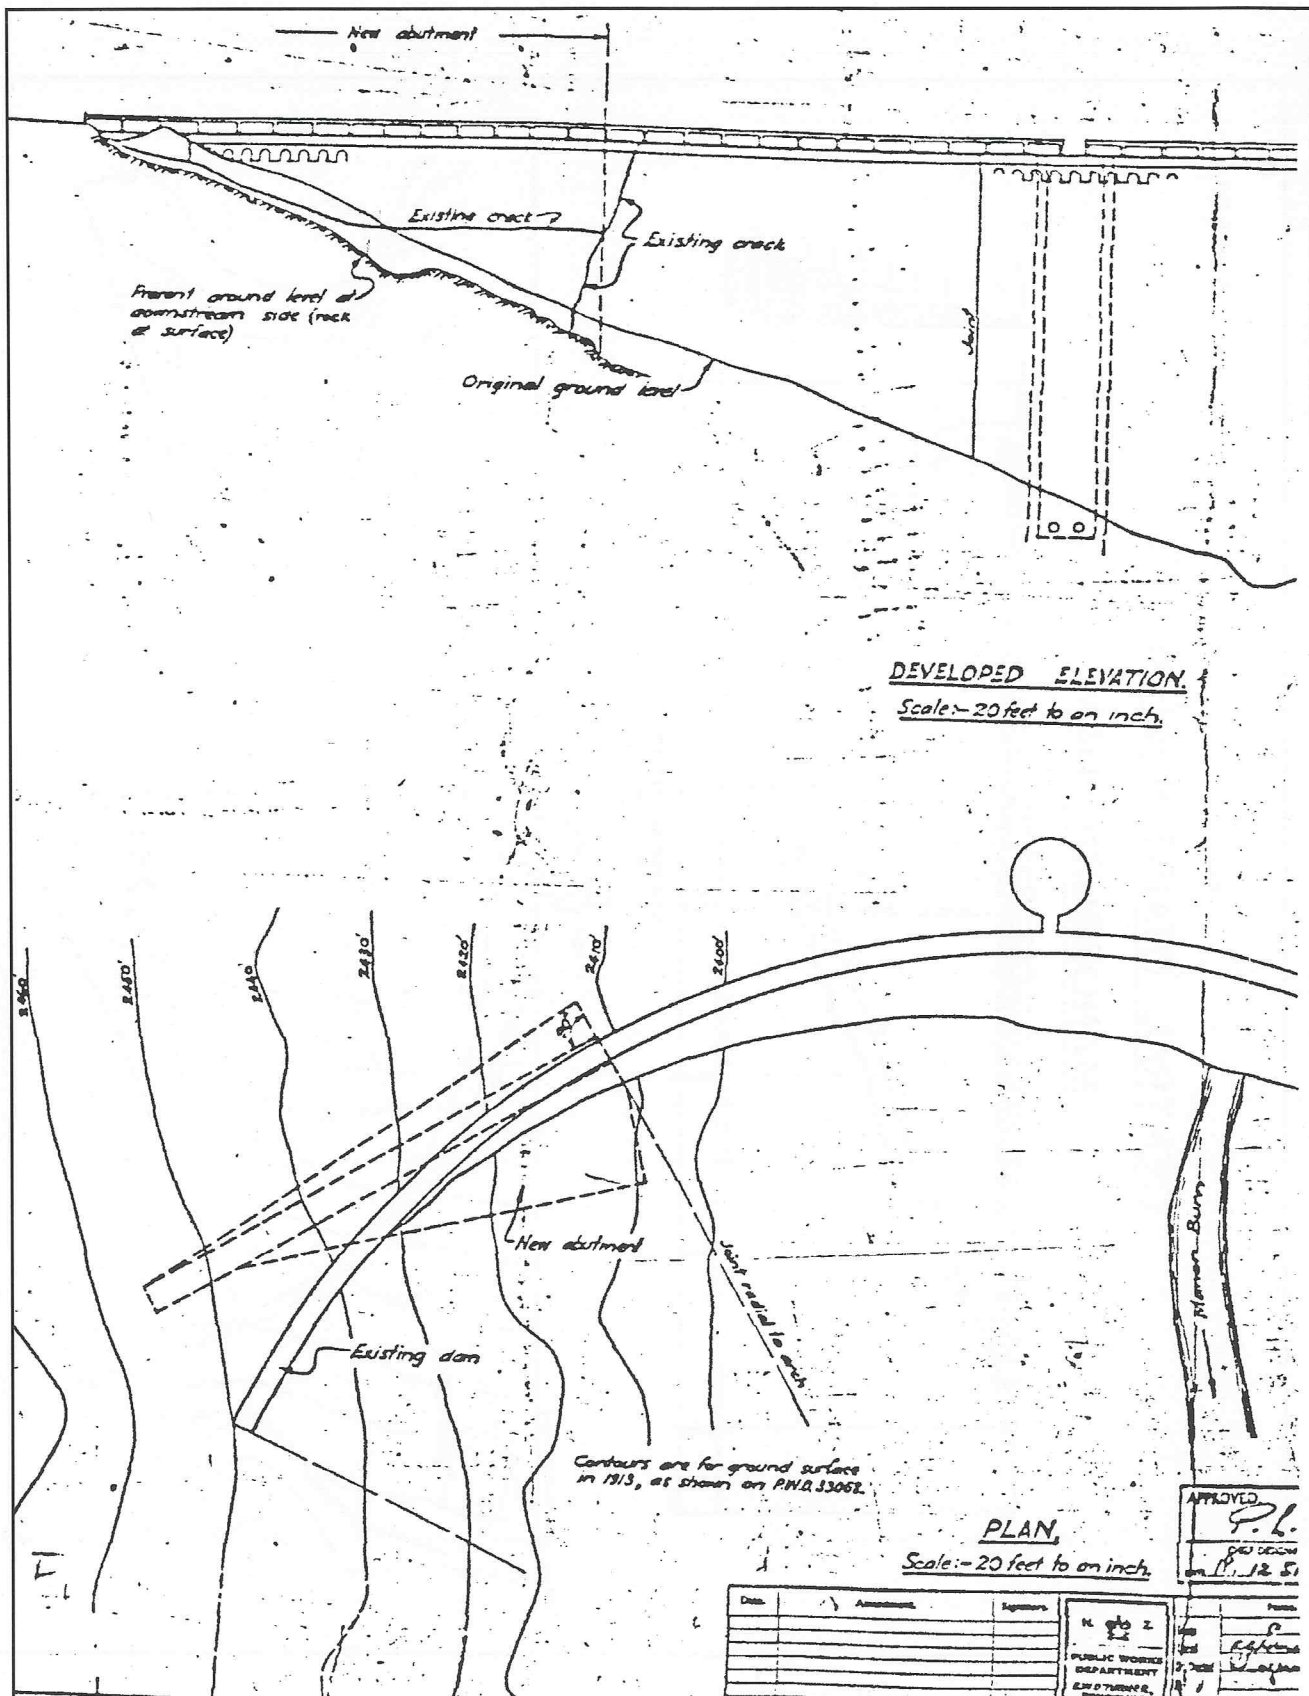 New abutment
Existing crack
Existing crack
Present ground level at
downstream side (rock
at surface)
Joint
Original ground level
DEVELOPED ELEVATION.
Scale:- 20 feet to an inch.
2460'
2450'
2440'
2430'
2420'
2410'
2400'
New abutment
Joint radial to arch
Manor Burn
Existing dam
Contours are for ground surface
in 1913, as shown on P.W.D. 33062.
PLAN.
Scale:- 20 feet to an inch.
APPROVED
P. L.
12 51
Date. Amendment. Signature.
N Z
PUBLIC WORKS
DEPARTMENT